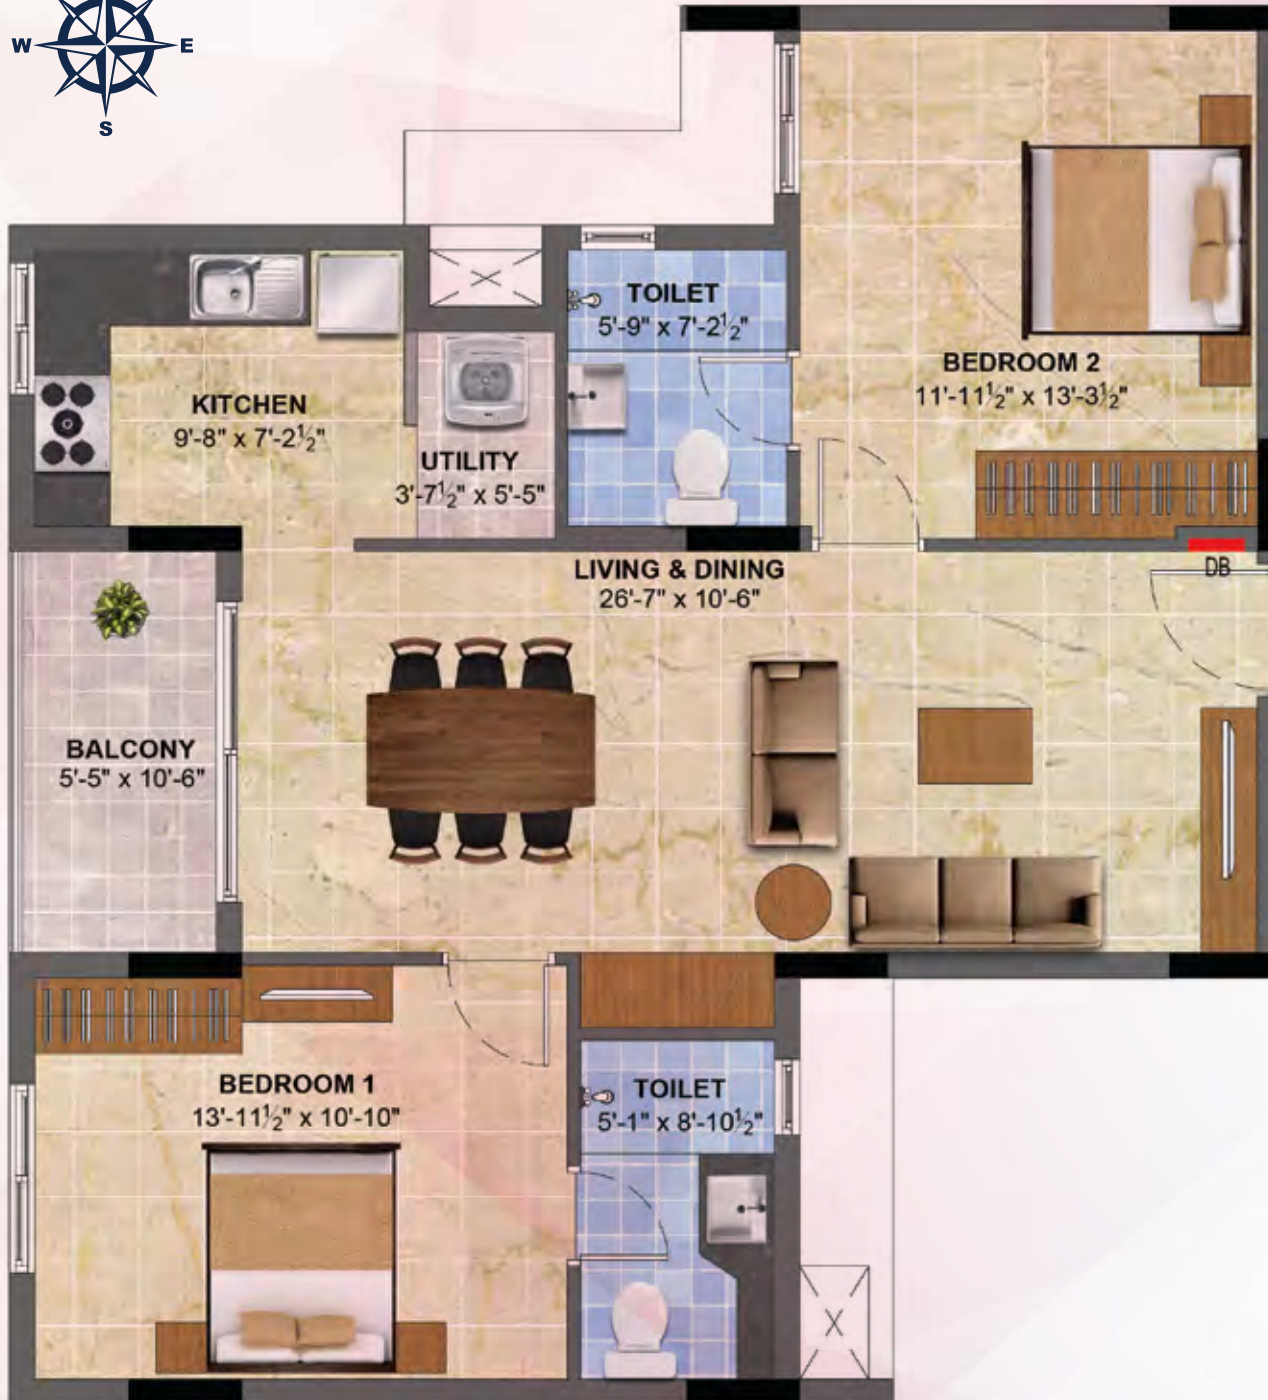 W E
S
TOILET
5'-9" x 7'-2½"
BEDROOM 2
11'-11½" x 13'-3½"
KITCHEN
9'-8" x 7'-2½"
UTILITY
3'-7½" x 5'-5"
LIVING & DINING
26'-7" x 10'-6"
DB
BALCONY
5'-5" x 10'-6"
BEDROOM 1
13'-11½" x 10'-10"
TOILET
5'-1" x 8'-10½"